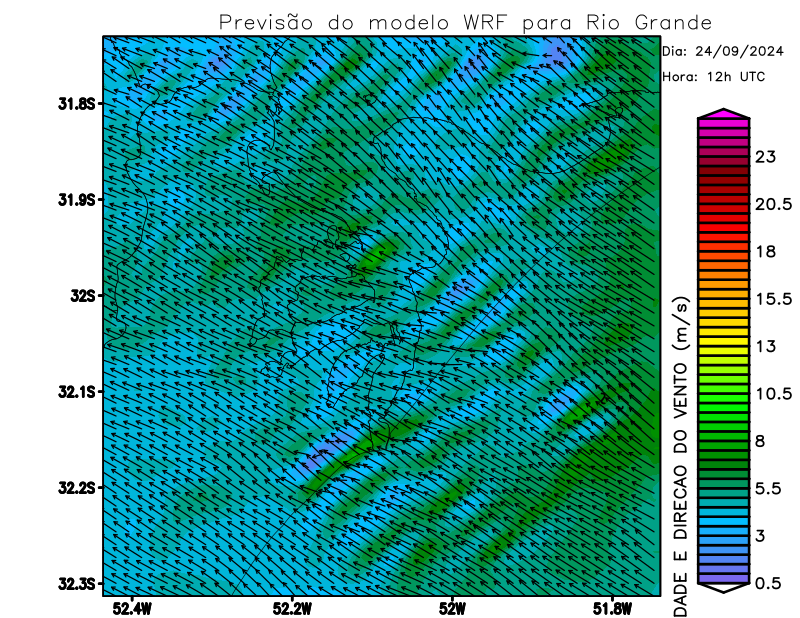 Previsão do modelo WRF para Rio Grande
Dia: 24/09/2024
Hora: 12h UTC
31.8S
31.9S
32S
32.1S
32.2S
32.3S
52.4W
52.2W
52W
51.8W
23
20.5
18
15.5
13
10.5
8
5.5
3
0.5
DADE E DIRECAO DO VENTO (m/s)